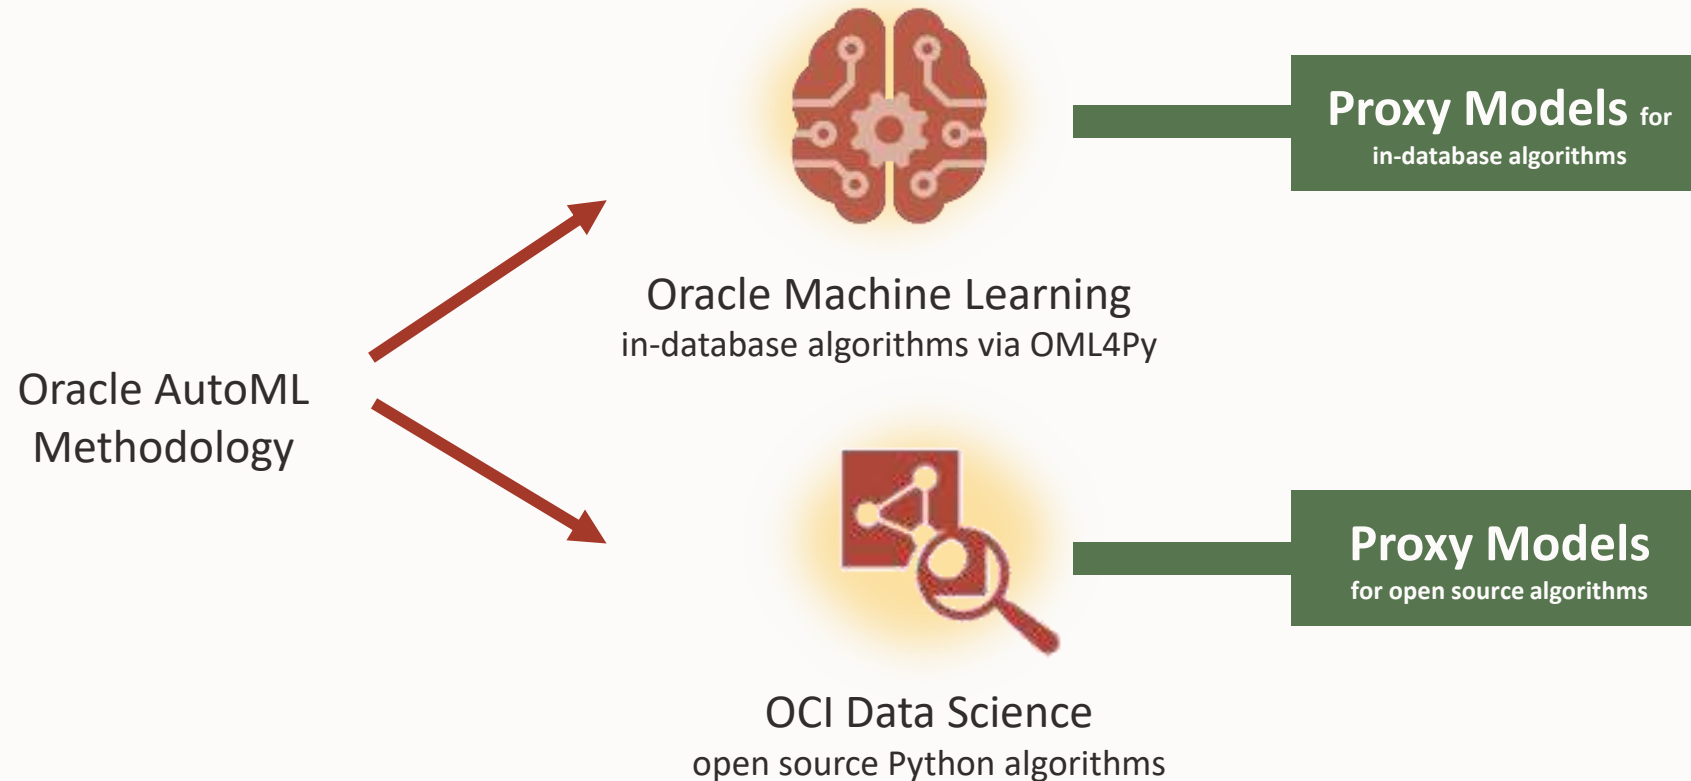 Oracle AutoML
Methodology
Oracle Machine Learning
in-database algorithms via OML4Py
Proxy Models for
in-database algorithms
OCI Data Science
open source Python algorithms
Proxy Models
for open source algorithms